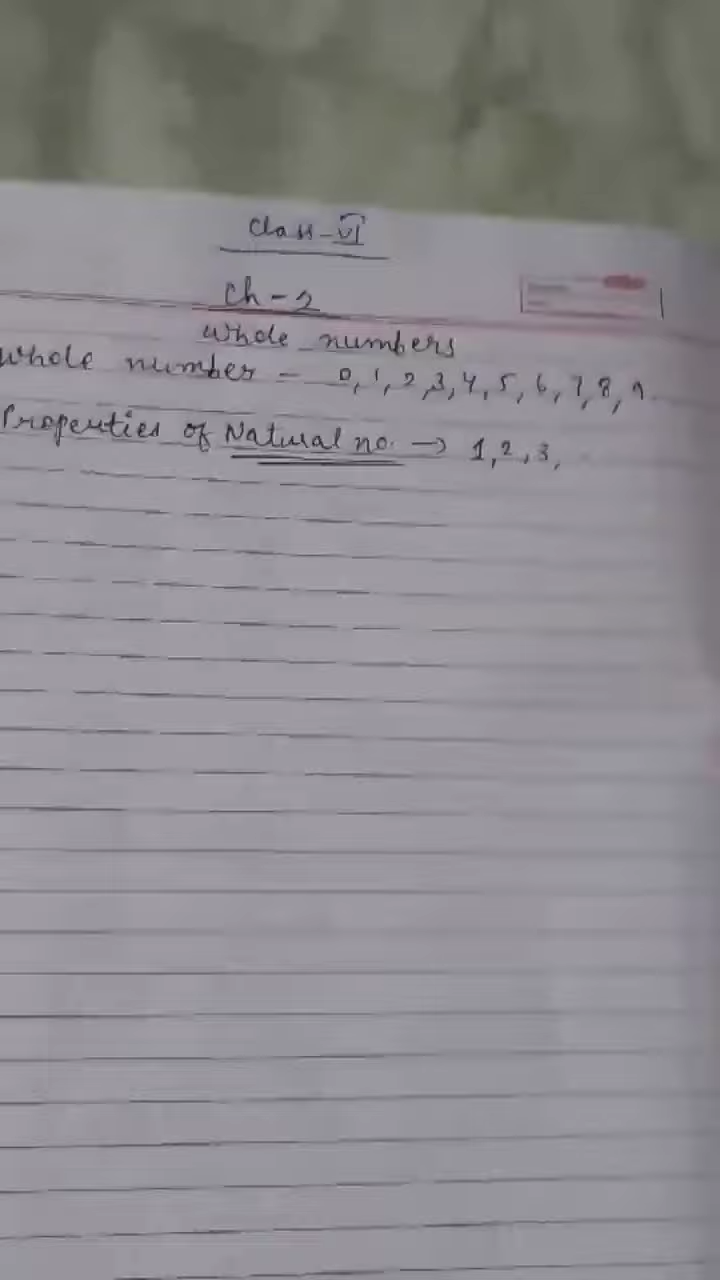 Class-VI
Ch-2
Whole numbers
Whole number - 0, 1, 2, 3, 4, 5, 6, 7, 8, 9
Properties of Natural no. → 1, 2, 3,